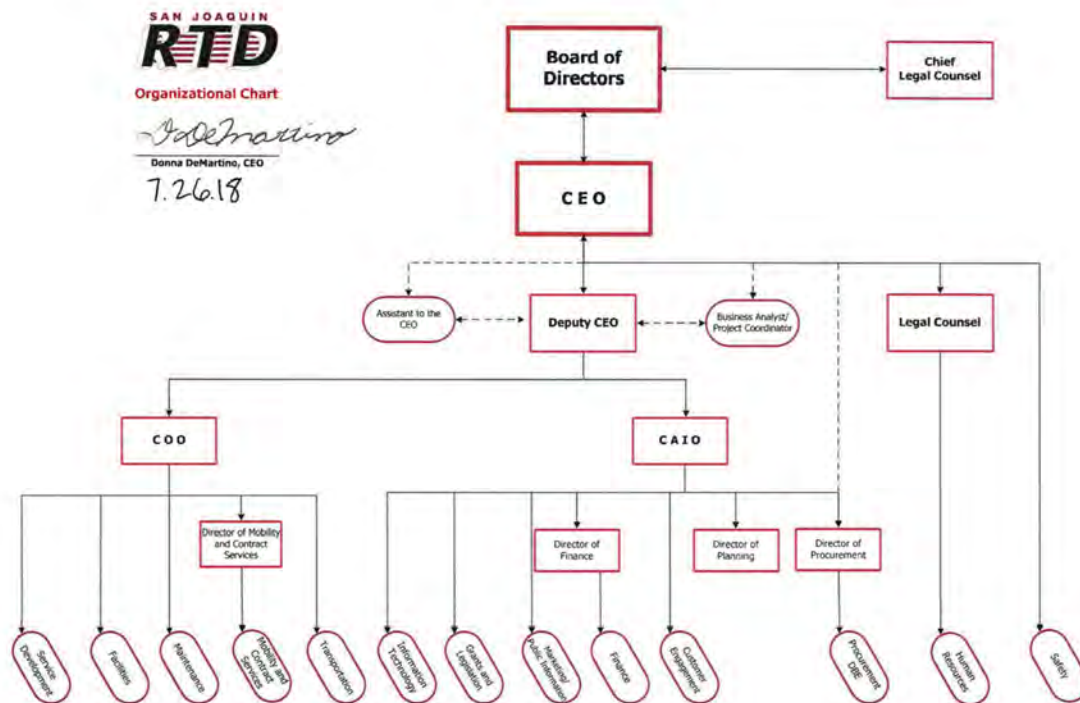 SAN JOAQUIN
RTD
Organizational Chart
D DeMartino
Donna DeMartino, CEO
7.26.18
Board of
Directors
Chief
Legal Counsel
CEO
Assistant to the
CEO
Deputy CEO
Business Analyst/
Project Coordinator
Legal Counsel
COO
CAIO
Director of Mobility
and Contract
Services
Director of
Finance
Director of
Planning
Director of
Procurement
Service
Development
Facilities
Maintenance
Mobility and
Contract
Services
Transportation
Information
Technology
Grants and
Legislation
Marketing/
Public Information
Finance
Customer
Engagement
Procurement
DBE
Human
Resources
Safety